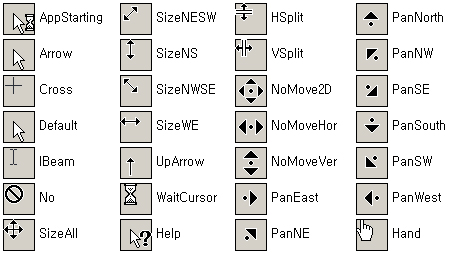 AppStarting
Arrow
Cross
Default
IBeam
No
SizeAll
SizeNESW
SizeNS
SizeNWSE
SizeWE
UpArrow
WaitCursor
Help
HSplit
VSplit
NoMove2D
NoMoveHor
NoMoveVer
PanEast
PanNE
PanNorth
PanNW
PanSE
PanSouth
PanSW
PanWest
Hand